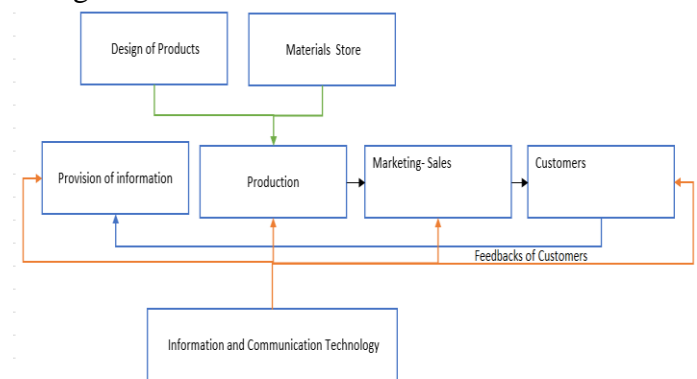 Design of Products
Materials Store
Provision of information
Production
Marketing- Sales
Customers
Feedbacks of Customers
Information and Communication Technology